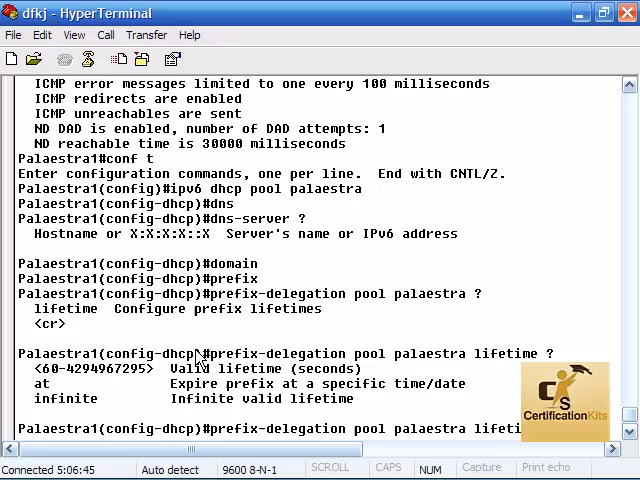 dfkj - HyperTerminal
File Edit View Call Transfer Help
ICMP error messages limited to one every 100 milliseconds
ICMP redirects are enabled
ICMP unreachables are sent
ND DAD is enabled, number of DAD attempts: 1
ND reachable time is 30000 milliseconds
Palaestra1#conf t
Enter configuration commands, one per line.  End with CNTL/Z.
Palaestra1(config)#ipv6 dhcp pool palaestra
Palaestra1(config-dhcp)#dns
Palaestra1(config-dhcp)#dns-server ?
Hostname or X:X:X:X::X  Server's name or IPv6 address
Palaestra1(config-dhcp)#domain
Palaestra1(config-dhcp)#prefix
Palaestra1(config-dhcp)#prefix-delegation pool palaestra ?
lifetime  Configure prefix lifetimes
<cr>
Palaestra1(config-dhcp)#prefix-delegation pool palaestra lifetime ?
<60-4294967295>  Valid lifetime (seconds)
at  Expire prefix at a specific time/date
infinite  Infinite valid lifetime
Palaestra1(config-dhcp)#prefix-delegation pool palaestra lifeti
CS
CertificationKits
Connected 5:06:45 Auto detect 9600 8-N-1 SCROLL CAPS NUM Capture Print echo